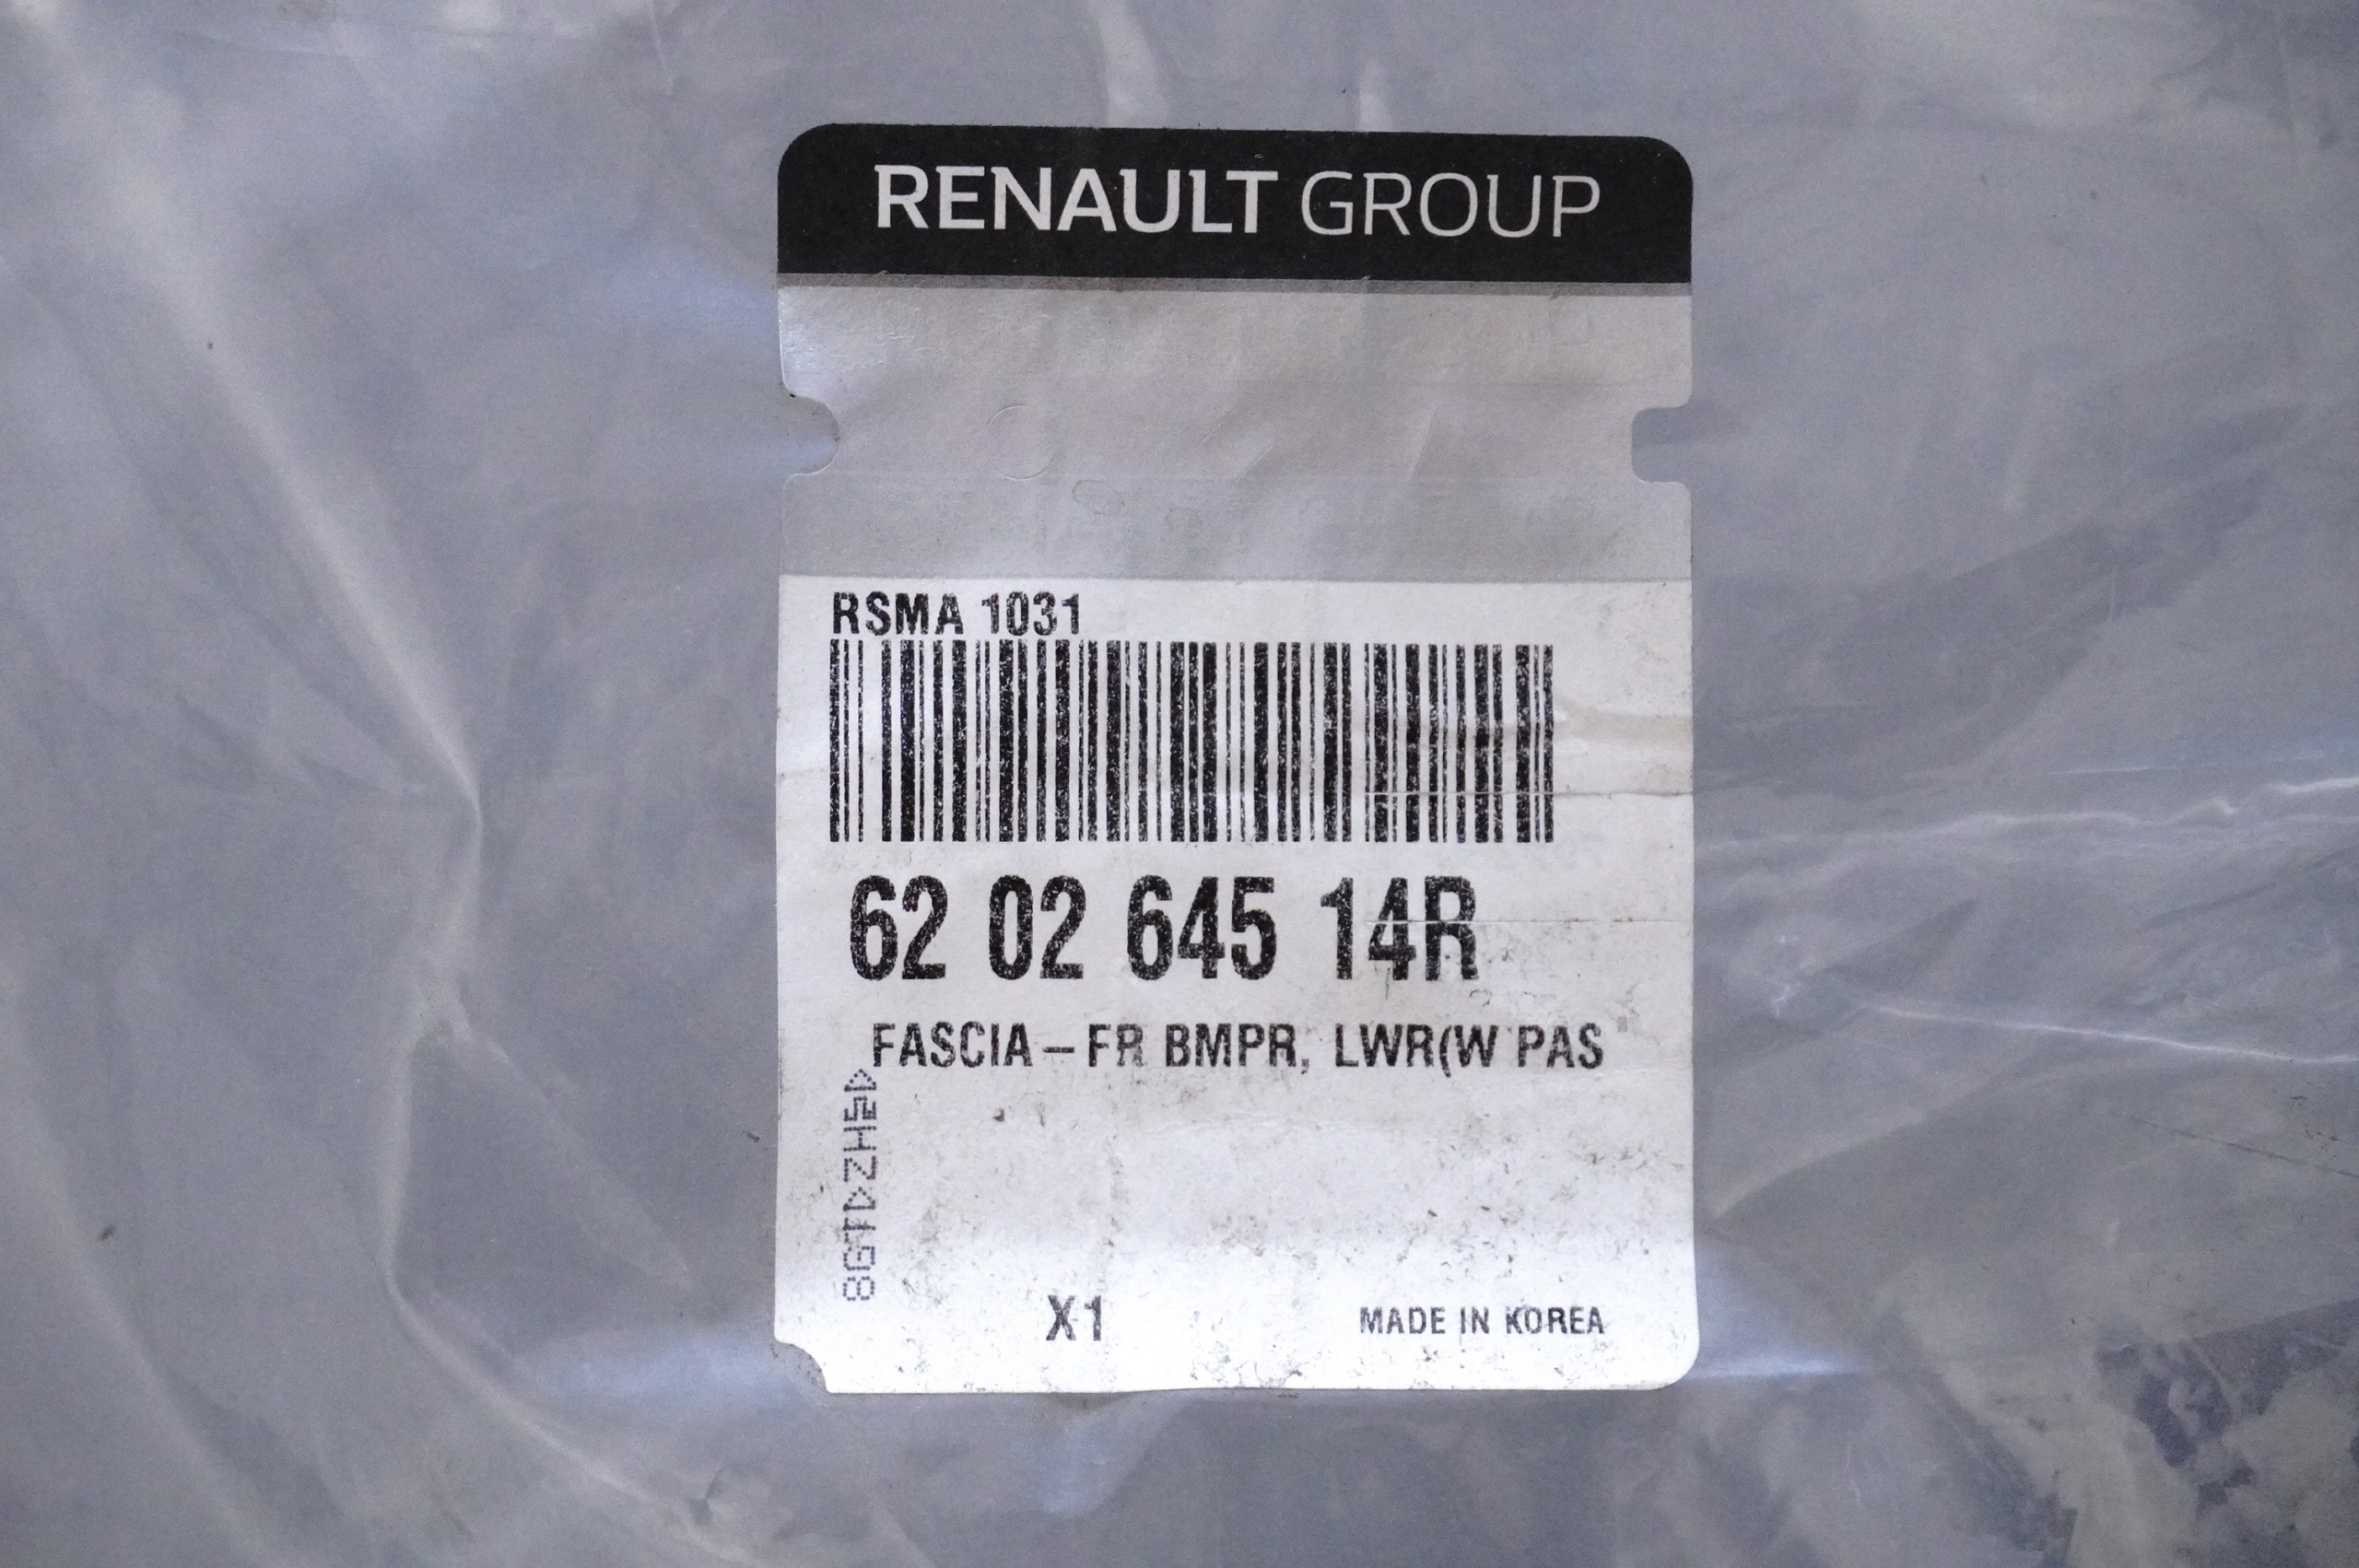 RENAULT GROUP
RSMA 1031
62 02 645 14R
FASCIA-FR BMPR, LWR(W PAS
X1
MADE IN KOREA